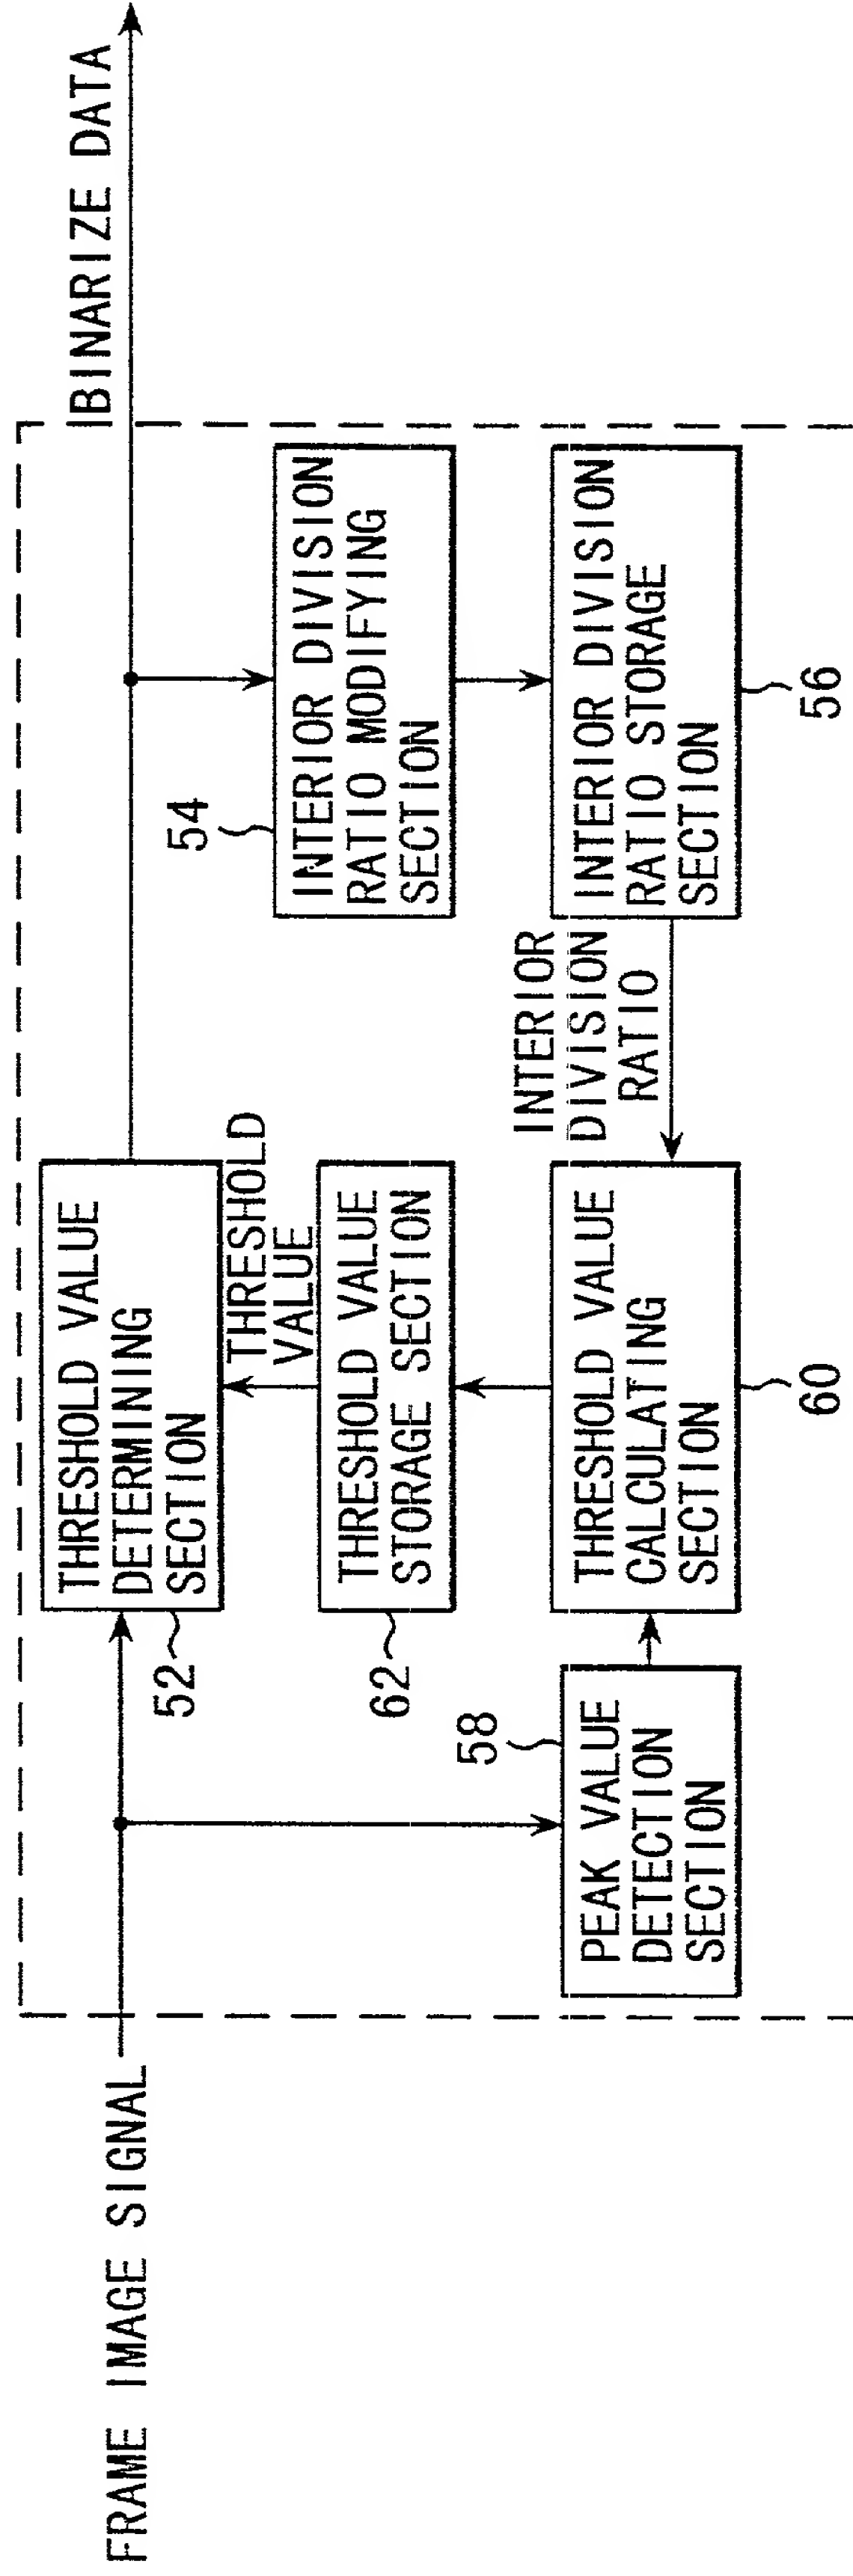 FRAME IMAGE SIGNAL
52
THRESHOLD VALUE
DETERMINING
SECTION
BINARIZE DATA
THRESHOLD
VALUE
62
THRESHOLD VALUE
STORAGE SECTION
54
INTERIOR DIVISION
RATIO MODIFYING
SECTION
58
PEAK VALUE
DETECTION
SECTION
THRESHOLD VALUE
CALCULATING
SECTION
60
INTERIOR
DIVISION
RATIO
INTERIOR DIVISION
RATIO STORAGE
SECTION
56